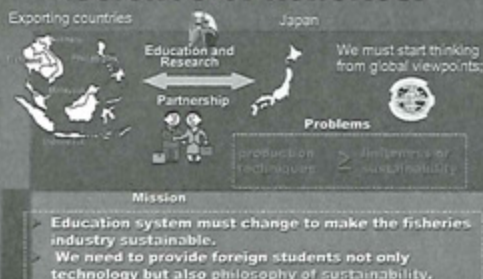 Exporting countries
Japan
Education and
Research
Partnership
We must start thinking
from global viewpoints;
Problems
production
techniques
≥
sustainability
Mission
Education system must change to make the fisheries
industry sustainable.
We need to provide foreign students not only
technology but also philosophy of sustainability.